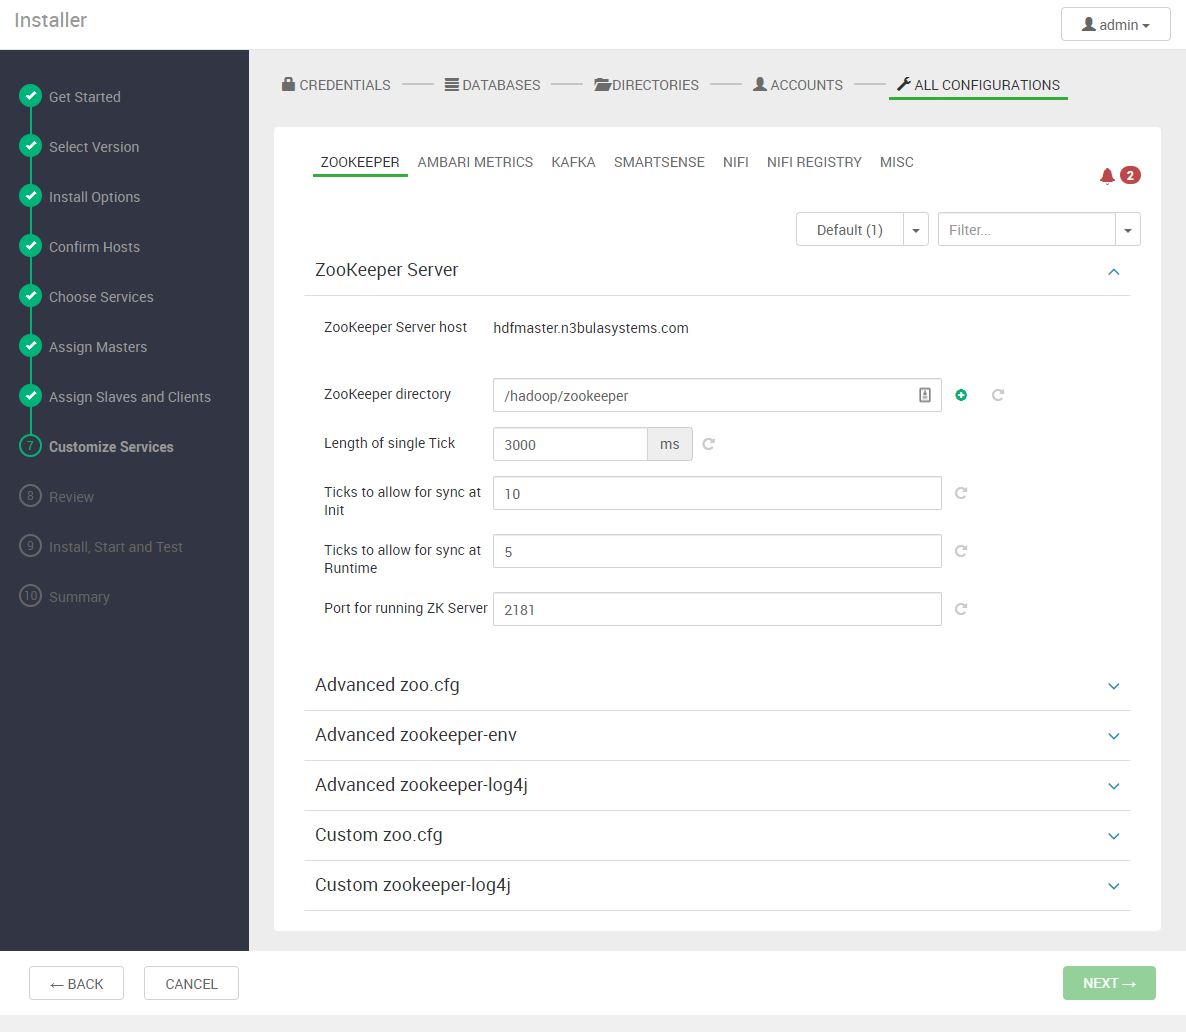 Installer
admin
Get Started
Select Version
Install Options
Confirm Hosts
Choose Services
Assign Masters
Assign Slaves and Clients
7 Customize Services
8 Review
9 Install, Start and Test
10 Summary
CREDENTIALS DATABASES DIRECTORIES ACCOUNTS ALL CONFIGURATIONS
ZOOKEEPER AMBARI METRICS KAFKA SMARTSENSE NIFI NIFI REGISTRY MISC
2
Default (1) Filter...
ZooKeeper Server
ZooKeeper Server host hdfmaster.n3bulasystems.com
ZooKeeper directory /hadoop/zookeeper
Length of single Tick 3000 ms
Ticks to allow for sync at
Init
10
Ticks to allow for sync at
Runtime
5
Port for running ZK Server 2181
Advanced zoo.cfg
Advanced zookeeper-env
Advanced zookeeper-log4j
Custom zoo.cfg
Custom zookeeper-log4j
← BACK CANCEL NEXT →